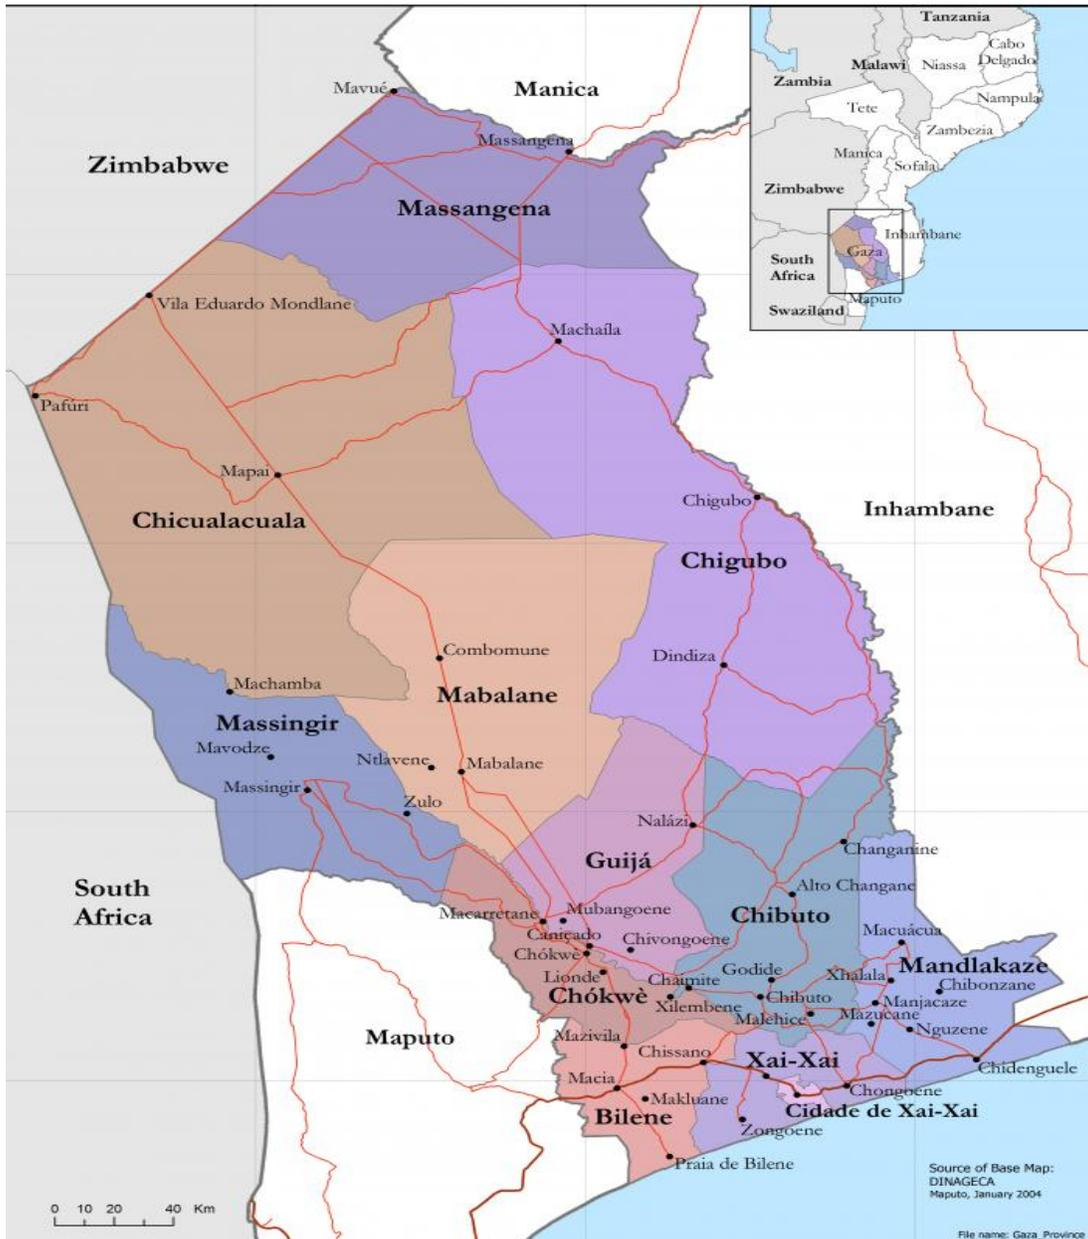 Tanzania
Cabo
Delgado
Niassa
Malawi
Zambia
Nampula
Tete
Zambezia
Manica
Sofala
Zimbabwe
Inhambane
Gaza
South
Africa
Maputo
Swaziland
Mavué
Manica
Massangena
Zimbabwe
Massangena
Vila Eduardo Mondlane
Machaíla
Pafúri
Mapai
Chigubo
Inhambane
Chicualacuala
Chigubo
Combomune
Dindiza
Machamba
Mabalane
Massingir
Mavodze
Ntlavene
Mabalane
Massingir
Zulo
Nalázi
Changanine
Guijá
South
Africa
Alto Changane
Chibuto
Macarretane
Mubangoene
Macuácua
Caniçado
Chivongoene
Chókwè
Mandlakaze
Lionde
Godide
Xhalala
Chaimite
Chibonzane
Chókwè
Xilembene
Chibuto
Manjacaze
Malehice
Mazucane
Nguzene
Maputo
Mazivila
Chissano
Xai-Xai
Chidenguele
Macia
Chongoene
Makluane
Cidade de Xai-Xai
Bilene
Zongoene
Praia de Bilene
Source of Base Map:
DINAGECA
Maputo, January 2004
0 20 40 Km
File name: Gaza_Province